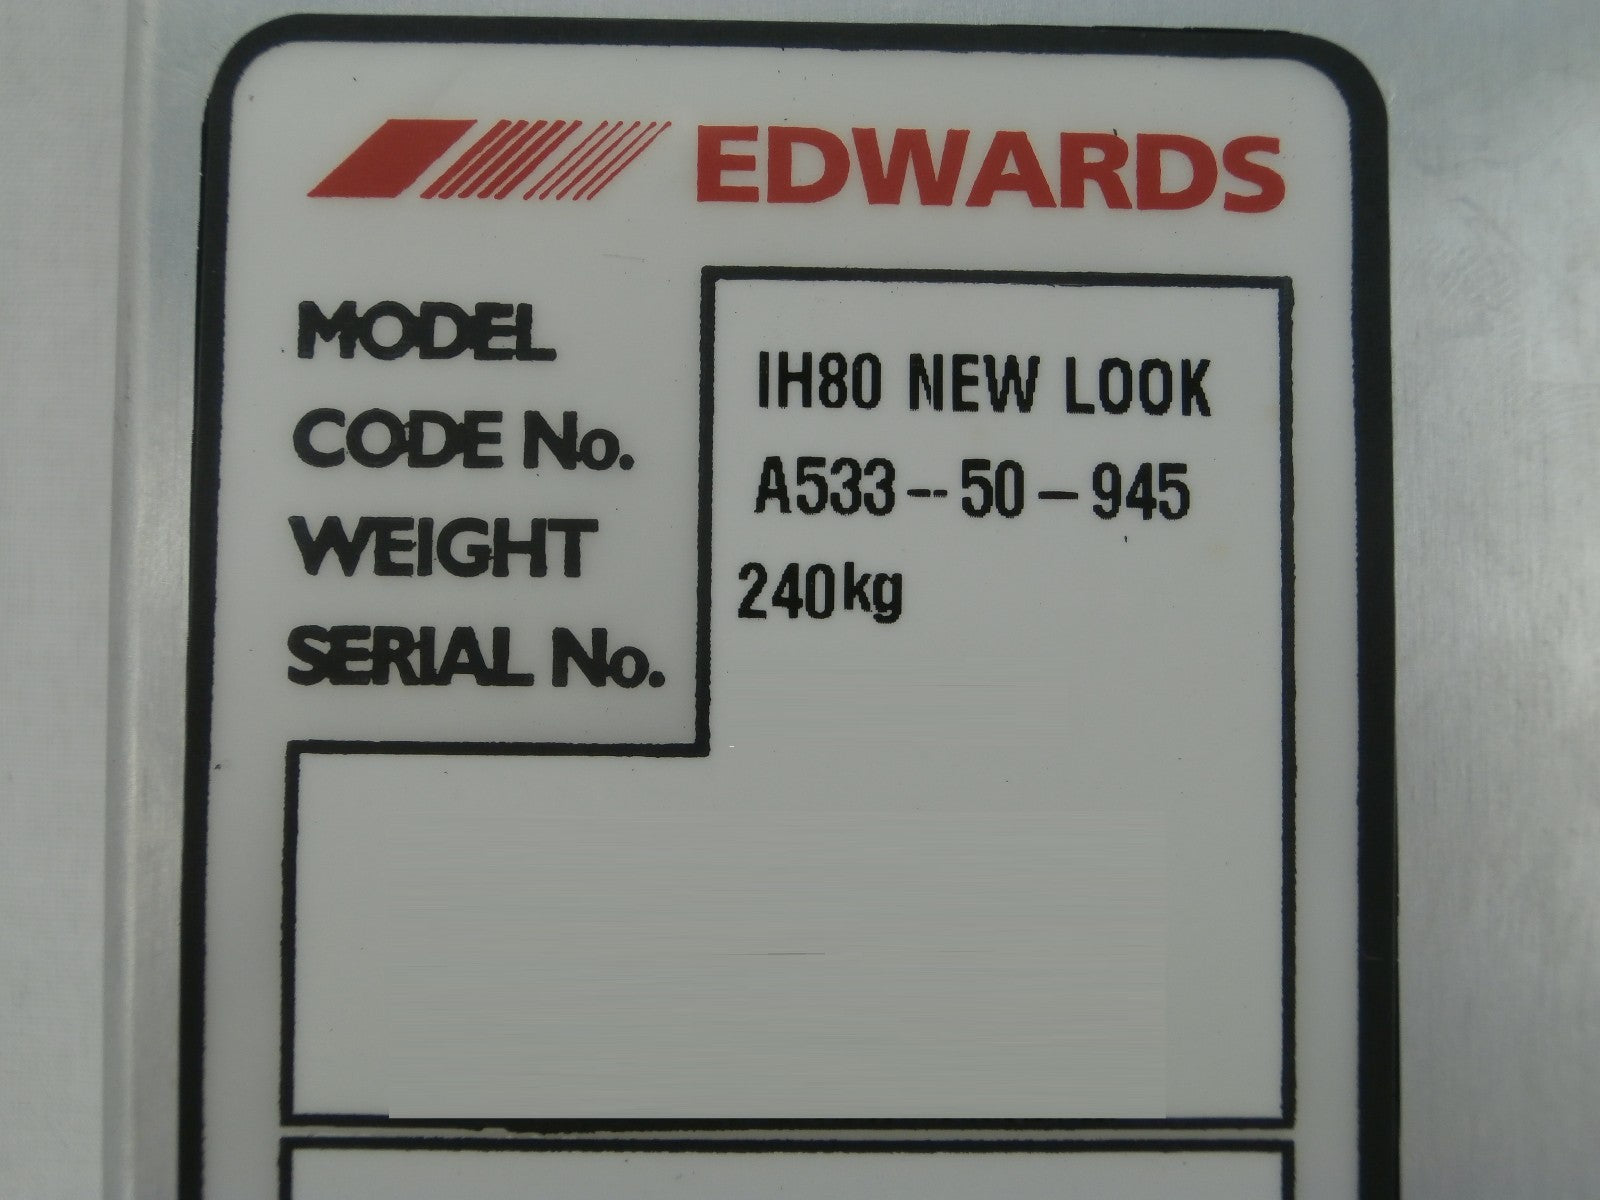 EDWARDS
MODEL IH80 NEW LOOK
CODE No. A533-50-945
WEIGHT 240kg
SERIAL No.